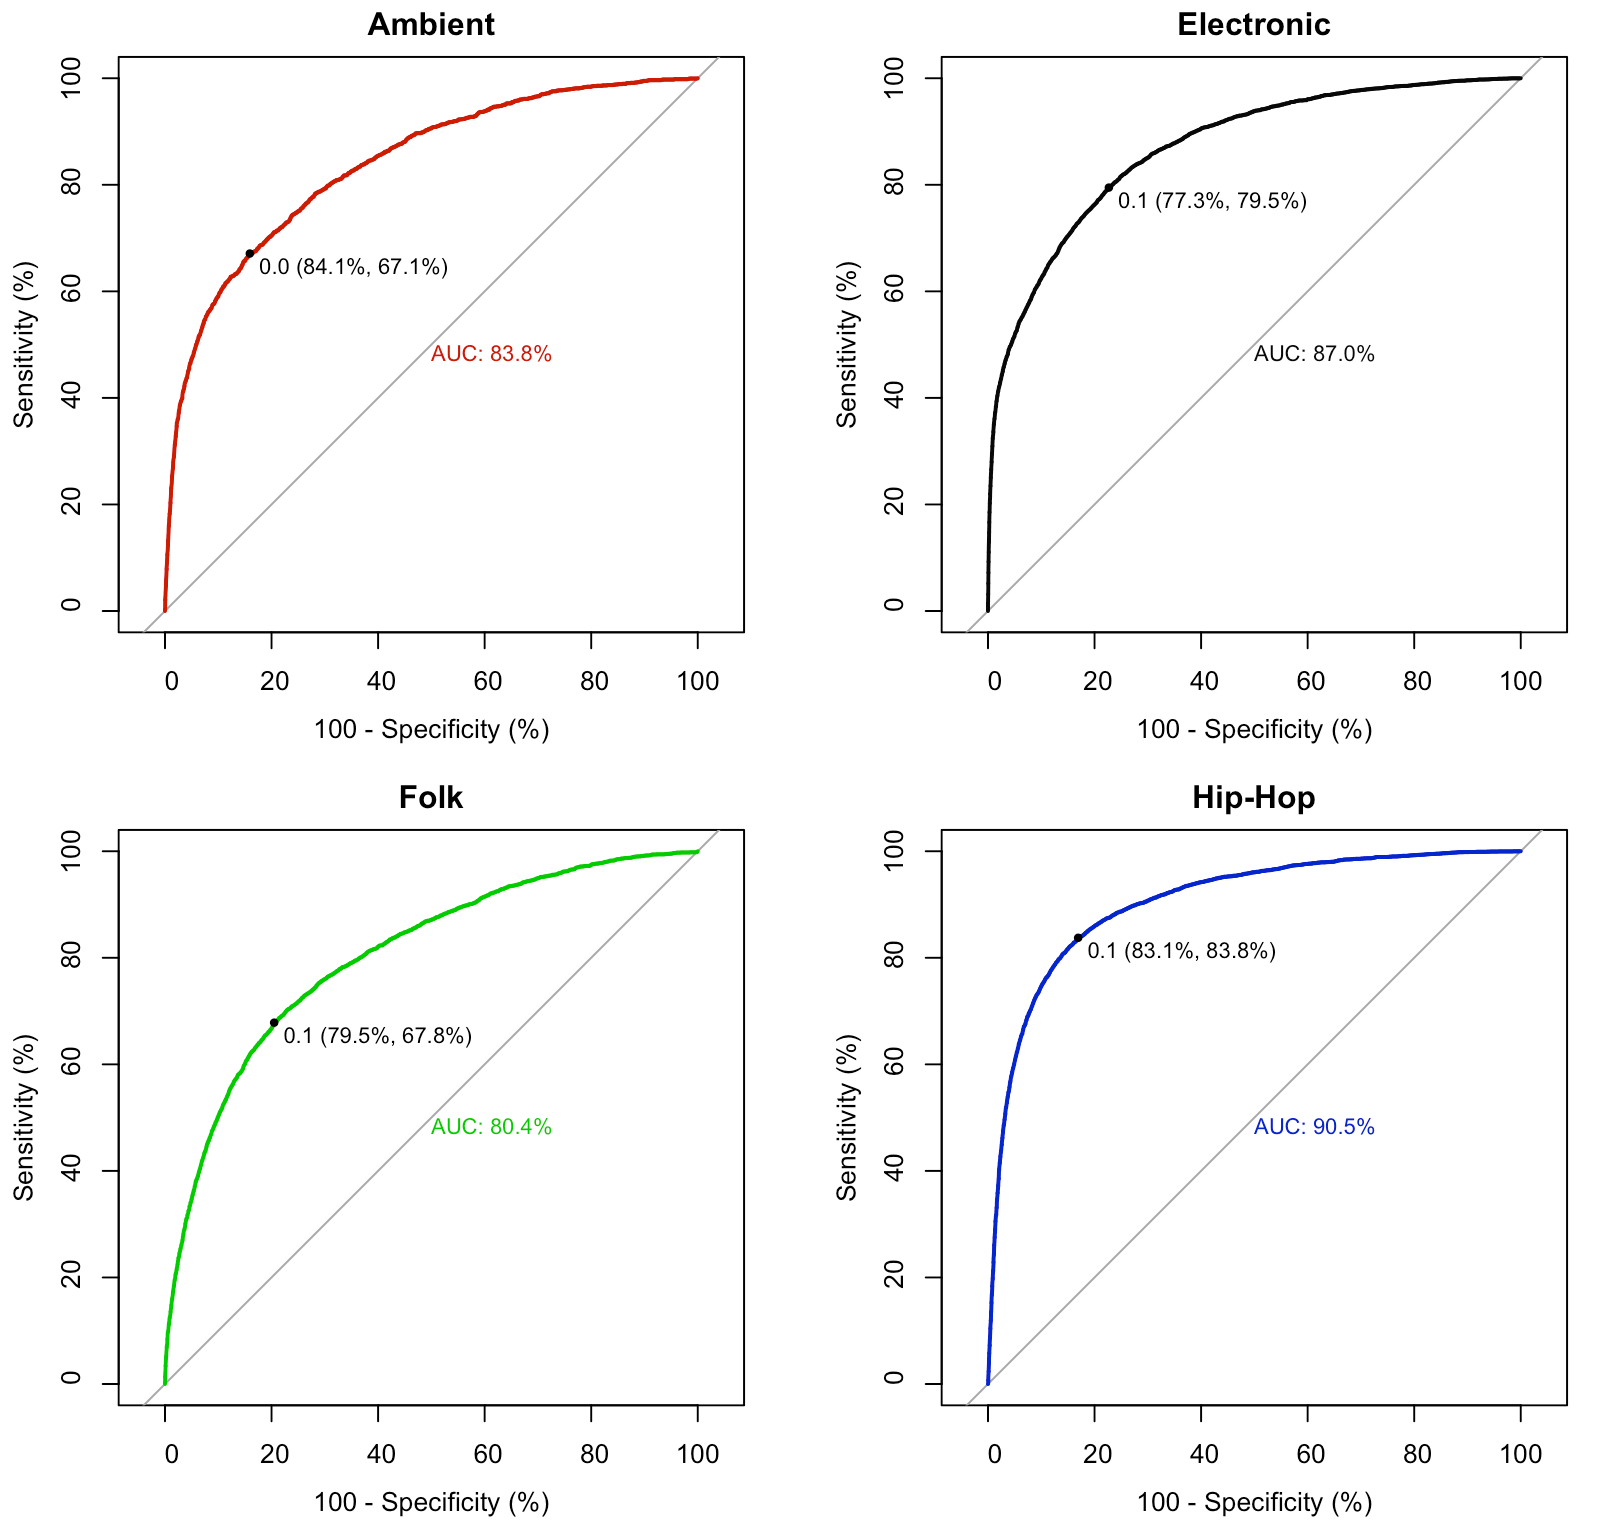 Ambient
100
80
60
40
20
0
Sensitivity (%)
0.0 (84.1%, 67.1%)
AUC: 83.8%
0 20 40 60 80 100
100 - Specificity (%)
Electronic
100
80
60
40
20
0
Sensitivity (%)
0.1 (77.3%, 79.5%)
AUC: 87.0%
0 20 40 60 80 100
100 - Specificity (%)
Folk
100
80
60
40
20
0
Sensitivity (%)
0.1 (79.5%, 67.8%)
AUC: 80.4%
0 20 40 60 80 100
100 - Specificity (%)
Hip-Hop
100
80
60
40
20
0
Sensitivity (%)
0.1 (83.1%, 83.8%)
AUC: 90.5%
0 20 40 60 80 100
100 - Specificity (%)